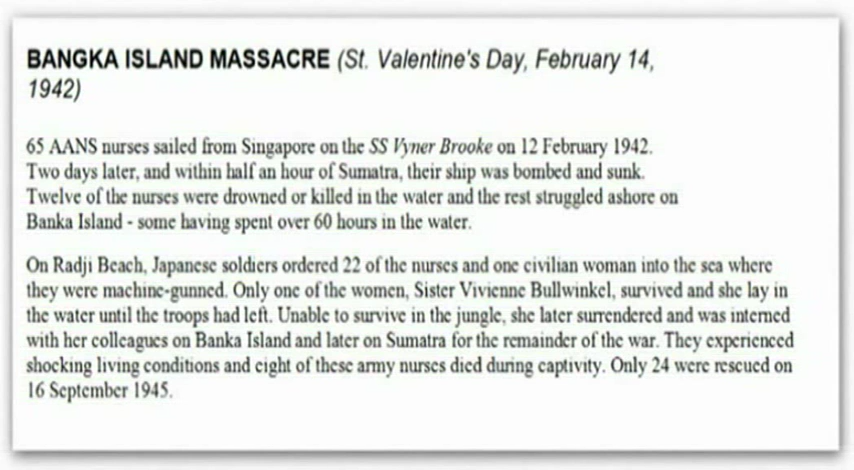 BANGKA ISLAND MASSACRE (St. Valentine's Day, February 14,
1942)
65 AANS nurses sailed from Singapore on the SS Vyner Brooke on 12 February 1942.
Two days later, and within half an hour of Sumatra, their ship was bombed and sunk.
Twelve of the nurses were drowned or killed in the water and the rest struggled ashore on
Banka Island - some having spent over 60 hours in the water.
On Radji Beach, Japanese soldiers ordered 22 of the nurses and one civilian woman into the sea where
they were machine-gunned. Only one of the women, Sister Vivienne Bullwinkel, survived and she lay in
the water until the troops had left. Unable to survive in the jungle, she later surrendered and was interned
with her colleagues on Banka Island and later on Sumatra for the remainder of the war. They experienced
shocking living conditions and eight of these army nurses died during captivity. Only 24 were rescued on
16 September 1945.